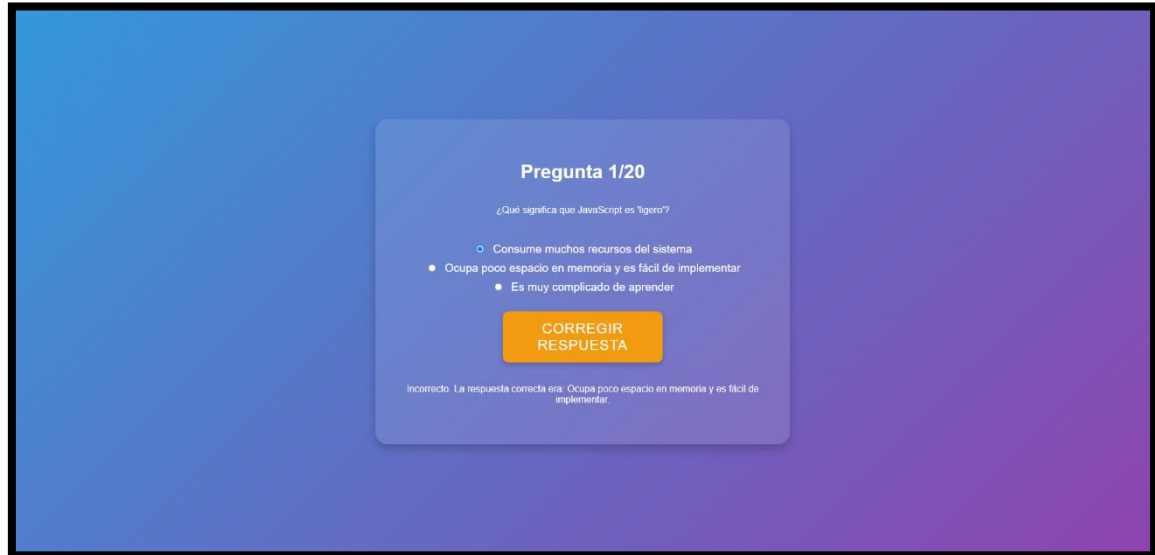 Pregunta 1/20
¿Qué significa que JavaScript es 'ligero'?
Consume muchos recursos del sistema
Ocupa poco espacio en memoria y es fácil de implementar
Es muy complicado de aprender
CORREGIR
RESPUESTA
Incorrecto. La respuesta correcta era: Ocupa poco espacio en memoria y es fácil de
implementar.